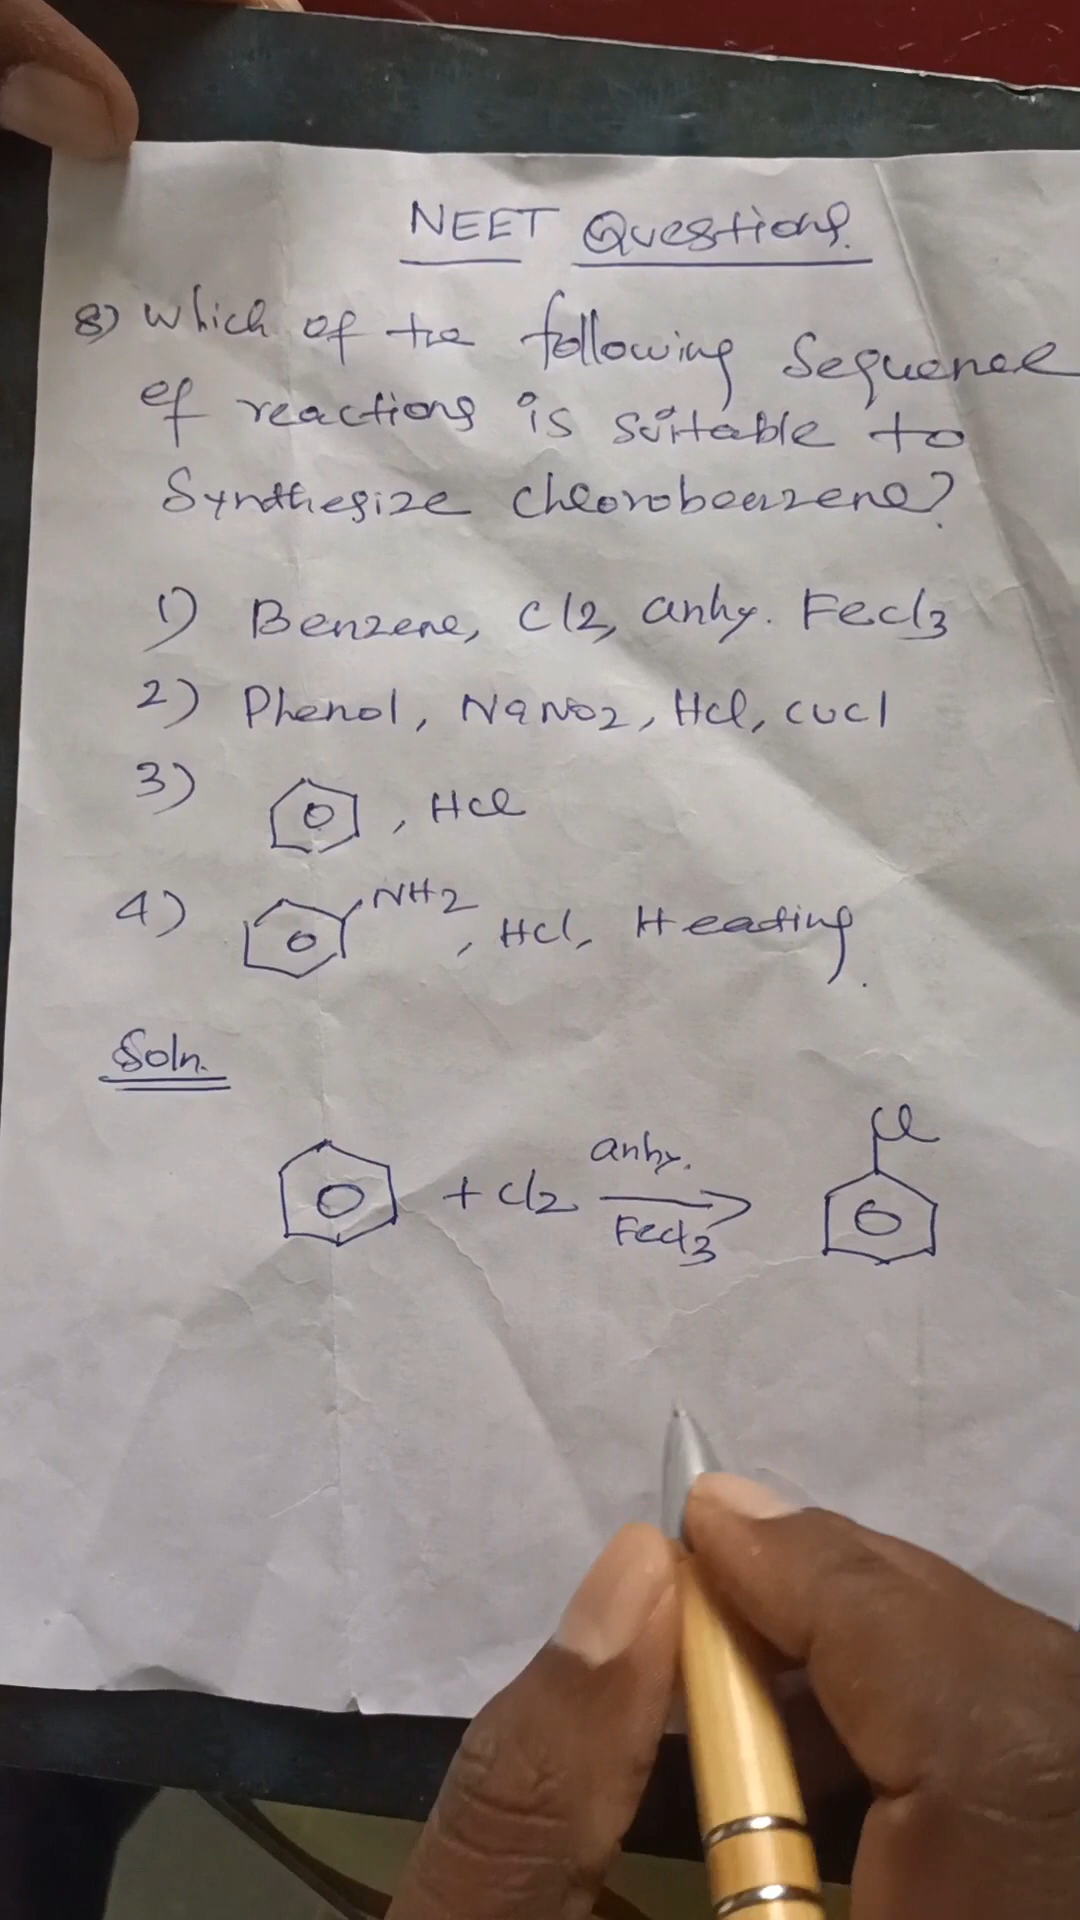 NEET Questions.
8) Which of the following Sequence
of reactions is suitable to
Synthesize chlorobenzene?
1) Benzene, Cl2, anhy. FeCl3
2) Phenol, NaNO2, HCl, CuCl
3) , HCl
4) NH2, HCl, Heating.
Soln.
Cl
+ Cl2 anhy. FeCl3